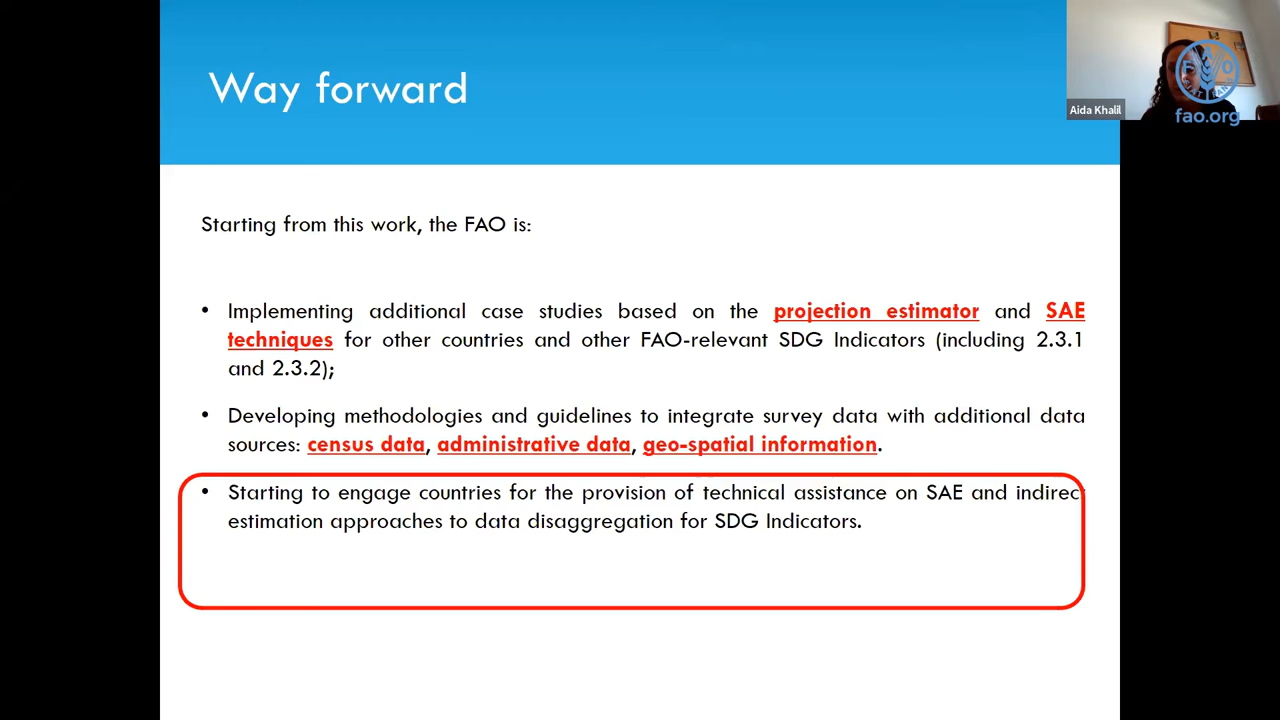 Way forward
Aida Khalil
FAO
FIAT PANIS
fao.org
Starting from this work, the FAO is:
• Implementing additional case studies based on the projection estimator and SAE
techniques for other countries and other FAO-relevant SDG Indicators (including 2.3.1
and 2.3.2);
• Developing methodologies and guidelines to integrate survey data with additional data
sources: census data, administrative data, geo-spatial information.
• Starting to engage countries for the provision of technical assistance on SAE and indirect
estimation approaches to data disaggregation for SDG Indicators.